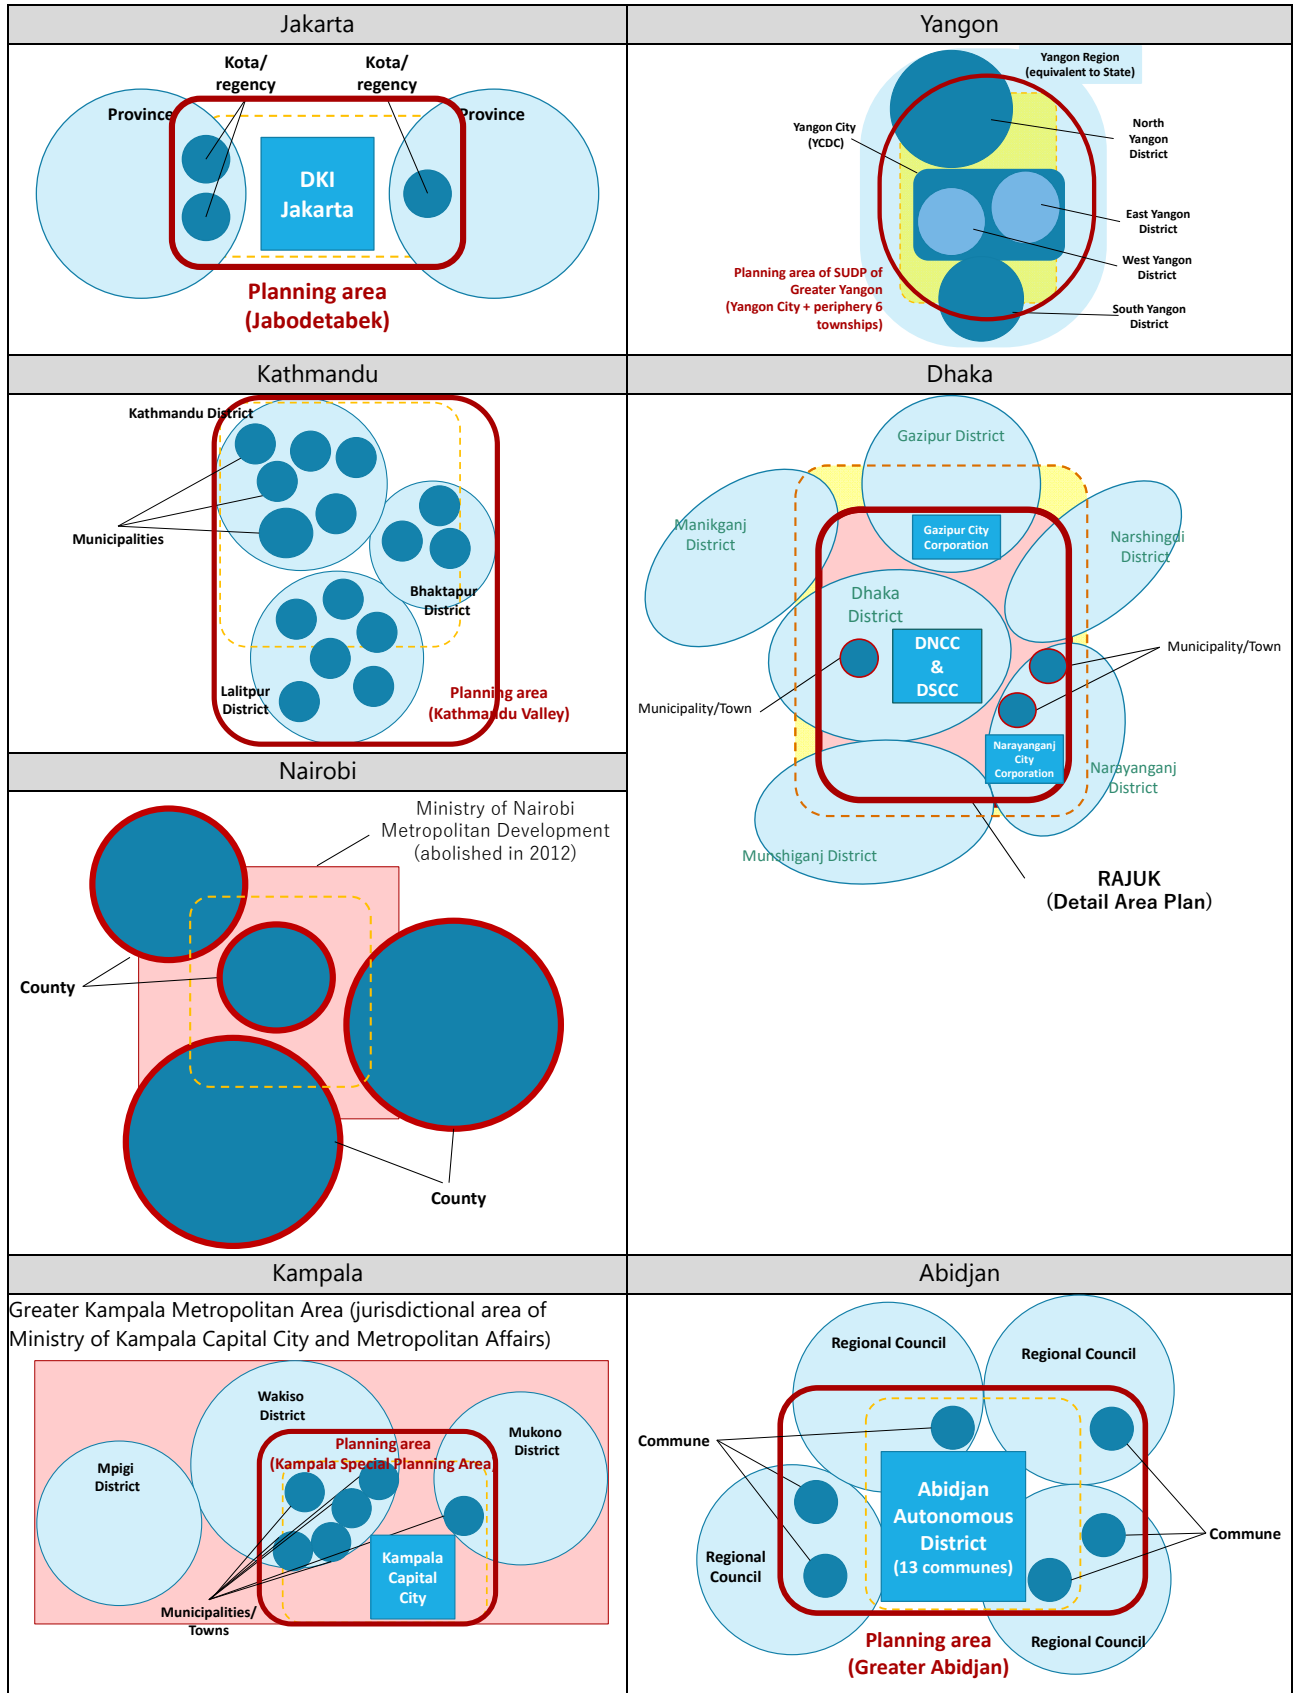 Jakarta
Kota/
regency
Kota/
regency
Province
Province
DKI
Jakarta
Planning area
(Jabodetabek)
Yangon
Yangon Region
(equivalent to State)
Yangon City
(YCDC)
North
Yangon
District
East Yangon
District
West Yangon
District
Planning area of SUDP of
Greater Yangon
(Yangon City + periphery 6
townships)
South Yangon
District
Kathmandu
Kathmandu District
Municipalities
Bhaktapur
District
Lalitpur
District
Planning area
(Kathmandu Valley)
Dhaka
Gazipur District
Manikganj
District
Gazipur City
Corporation
Narshingdi
District
Dhaka
District
DNCC
&
DSCC
Municipality/Town
Municipality/Town
Narayanganj
City
Corporation
Narayanganj
District
Munshiganj District
RAJUK
(Detail Area Plan)
Nairobi
Ministry of Nairobi
Metropolitan Development
(abolished in 2012)
County
County
Kampala
Greater Kampala Metropolitan Area (jurisdictional area of
Ministry of Kampala Capital City and Metropolitan Affairs)
Wakiso
District
Mukono
District
Planning area
(Kampala Special Planning Area)
Mpigi
District
Kampala
Capital
City
Municipalities/
Towns
Abidjan
Regional Council
Regional Council
Commune
Abidjan
Autonomous
District
(13 communes)
Commune
Regional
Council
Regional Council
Planning area
(Greater Abidjan)